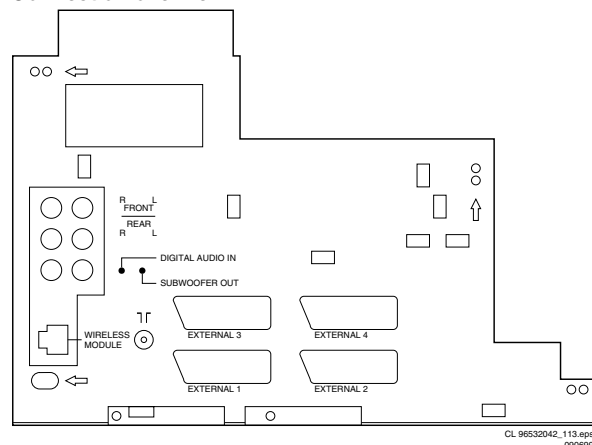 R L
FRONT
REAR
R L
DIGITAL AUDIO IN
SUBWOOFER OUT
EXTERNAL 3
EXTERNAL 4
WIRELESS
MODULE
EXTERNAL 1
EXTERNAL 2
CL 96532042_113.eps